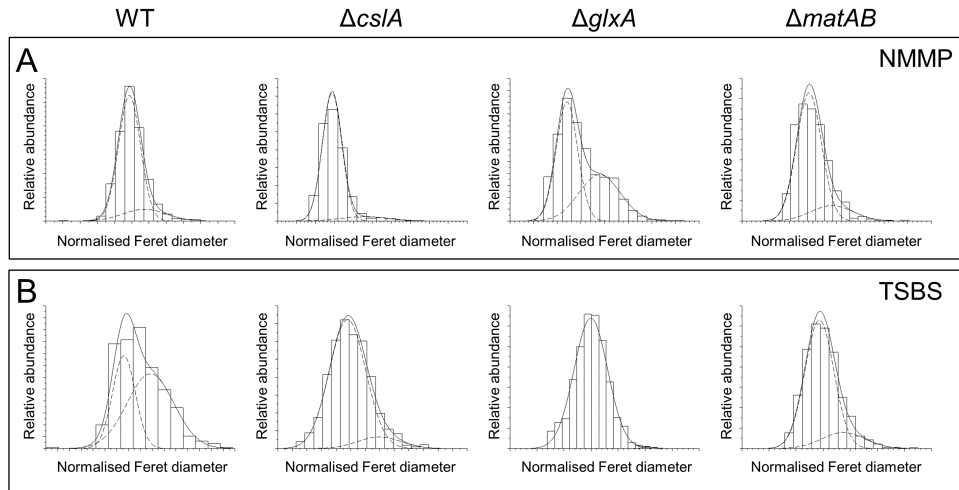 WT ΔcslA ΔglxA ΔmatAB
A NMMP
Relative abundance Relative abundance Relative abundance Relative abundance
Normalised Feret diameter Normalised Feret diameter Normalised Feret diameter Normalised Feret diameter
B TSBS
Relative abundance Relative abundance Relative abundance Relative abundance
Normalised Feret diameter Normalised Feret diameter Normalised Feret diameter Normalised Feret diameter